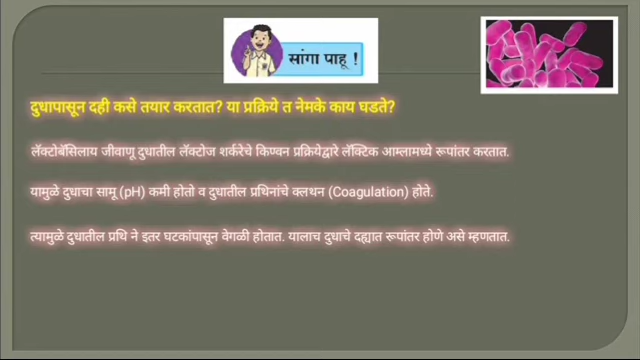 सांगा पाहू !
दुधापासून दही कसे तयार करतात? या प्रक्रिये त नेमके काय घडते?
लॅक्टोबॅसिलाय जीवाणू दुधातील लॅक्टोज शर्करेचे किण्वन प्रक्रियेद्वारे लॅक्टिक आम्लामध्ये रूपांतर करतात.
यामुळे दुधाचा सामू (pH) कमी होतो व दुधातील प्रथिनांचे क्लथन (Coagulation) होते.
त्यामुळे दुधातील प्रथि ने इतर घटकांपासून वेगळी होतात. यालाच दुधाचे दह्यात रूपांतर होणे असे म्हणतात.